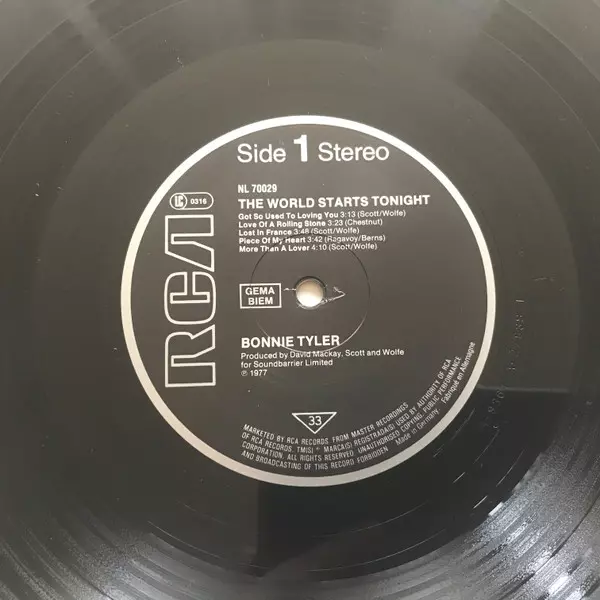 Side 1 Stereo
NL 70029
LC 0316
THE WORLD STARTS TONIGHT
Got So Used To Loving You 3:13 (Scott/Wolfe)
Love Of A Rolling Stone 3:23 (Chestnut)
Lost In France 3:48 (Scott/Wolfe)
Piece Of My Heart 3:42 (Ragavoy/Berns)
More Than A Lover 4:10 (Scott/Wolfe)
RCA
GEMA
BIEM
BONNIE TYLER
Produced by David Mackay, Scott and Wolfe
for Soundbarrier Limited
℗ 1977
33
MARKETED BY RCA RECORDS, FROM MASTER RECORDINGS
OF RCA RECORDS, TM(S) ® MARCA(S) REGISTRADA(S) USED BY AUTHORITY OF RCA
CORPORATION. ALL RIGHTS RESERVED. UNAUTHORISED COPYING, PUBLIC PERFORMANCE
AND BROADCASTING OF THIS RECORD FORBIDDEN
Made in Germany.
Fabriqué en Allemagne